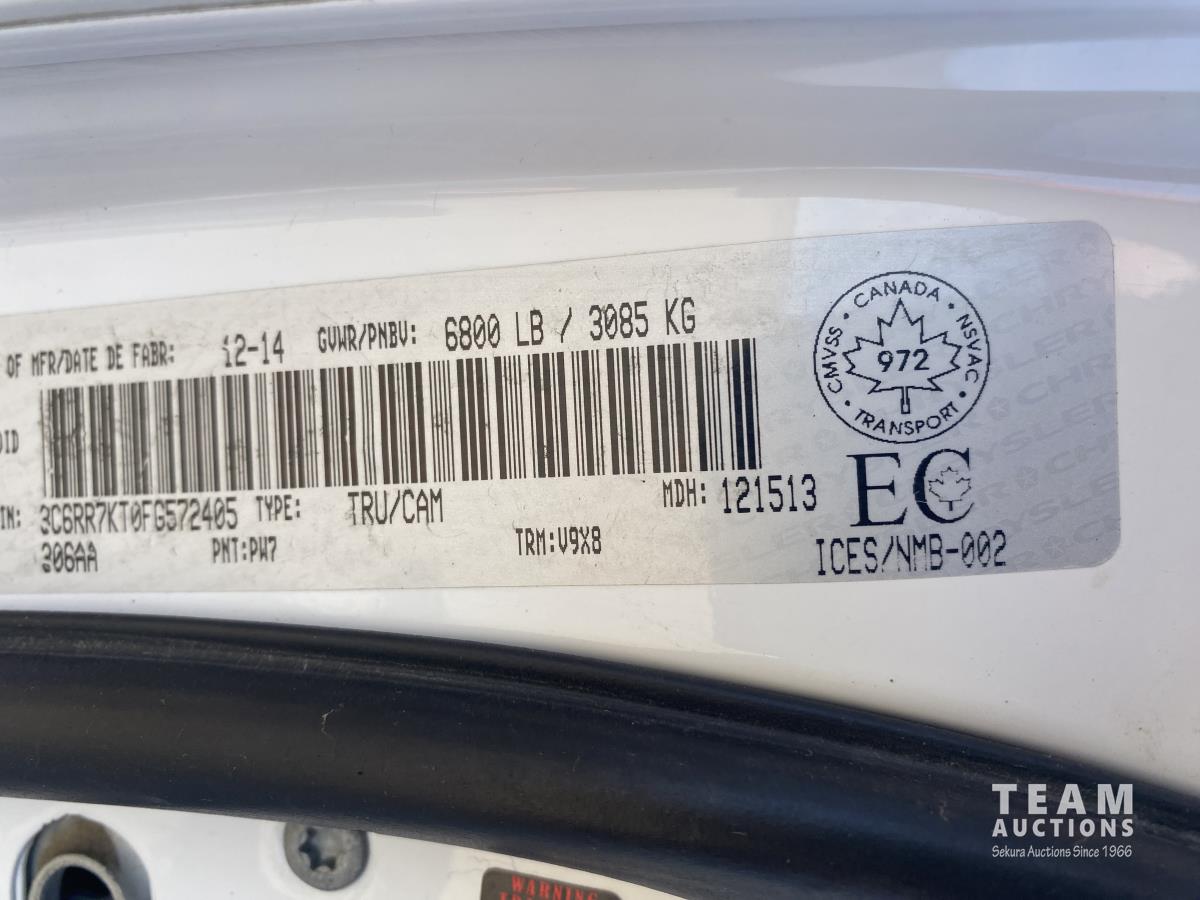 OF MFR/DATE DE FABR: 12-14 GVWR/PNBV: 6800 LB / 3085 KG
CANADA
CMVSS
NSVAC
972
TRANSPORT
VIN: 3C6RR7KT0FG572405 TYPE: TRU/CAM MDH: 121513
EC
306AA PNT:PW7 TRM:V9X8
ICES/NMB-002
CHRYSLER
TEAM
AUCTIONS
Sekura Auctions Since 1966
WARNING